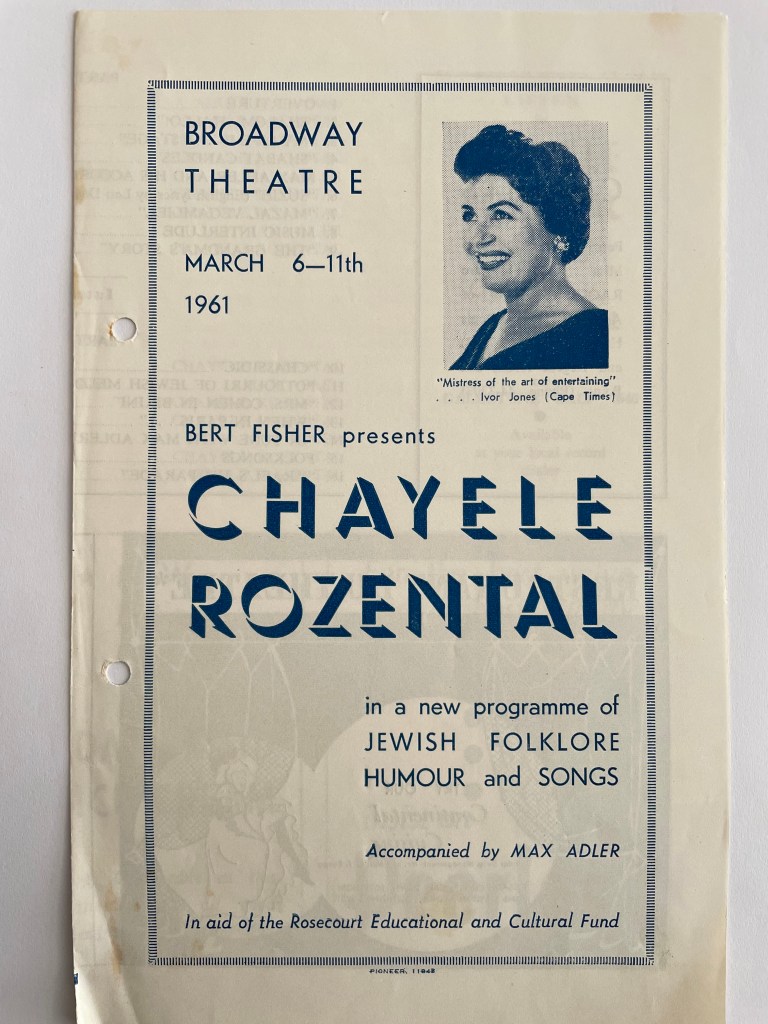 BROADWAY
THEATRE
MARCH 6—11th
1961
"Mistress of the art of entertaining"
. . . . Ivor Jones (Cape Times)
BERT FISHER presents
CHAYELE
ROZENTAL
in a new programme of
JEWISH FOLKLORE
HUMOUR and SONGS
Accompanied by MAX ADLER
In aid of the Rosecourt Educational and Cultural Fund